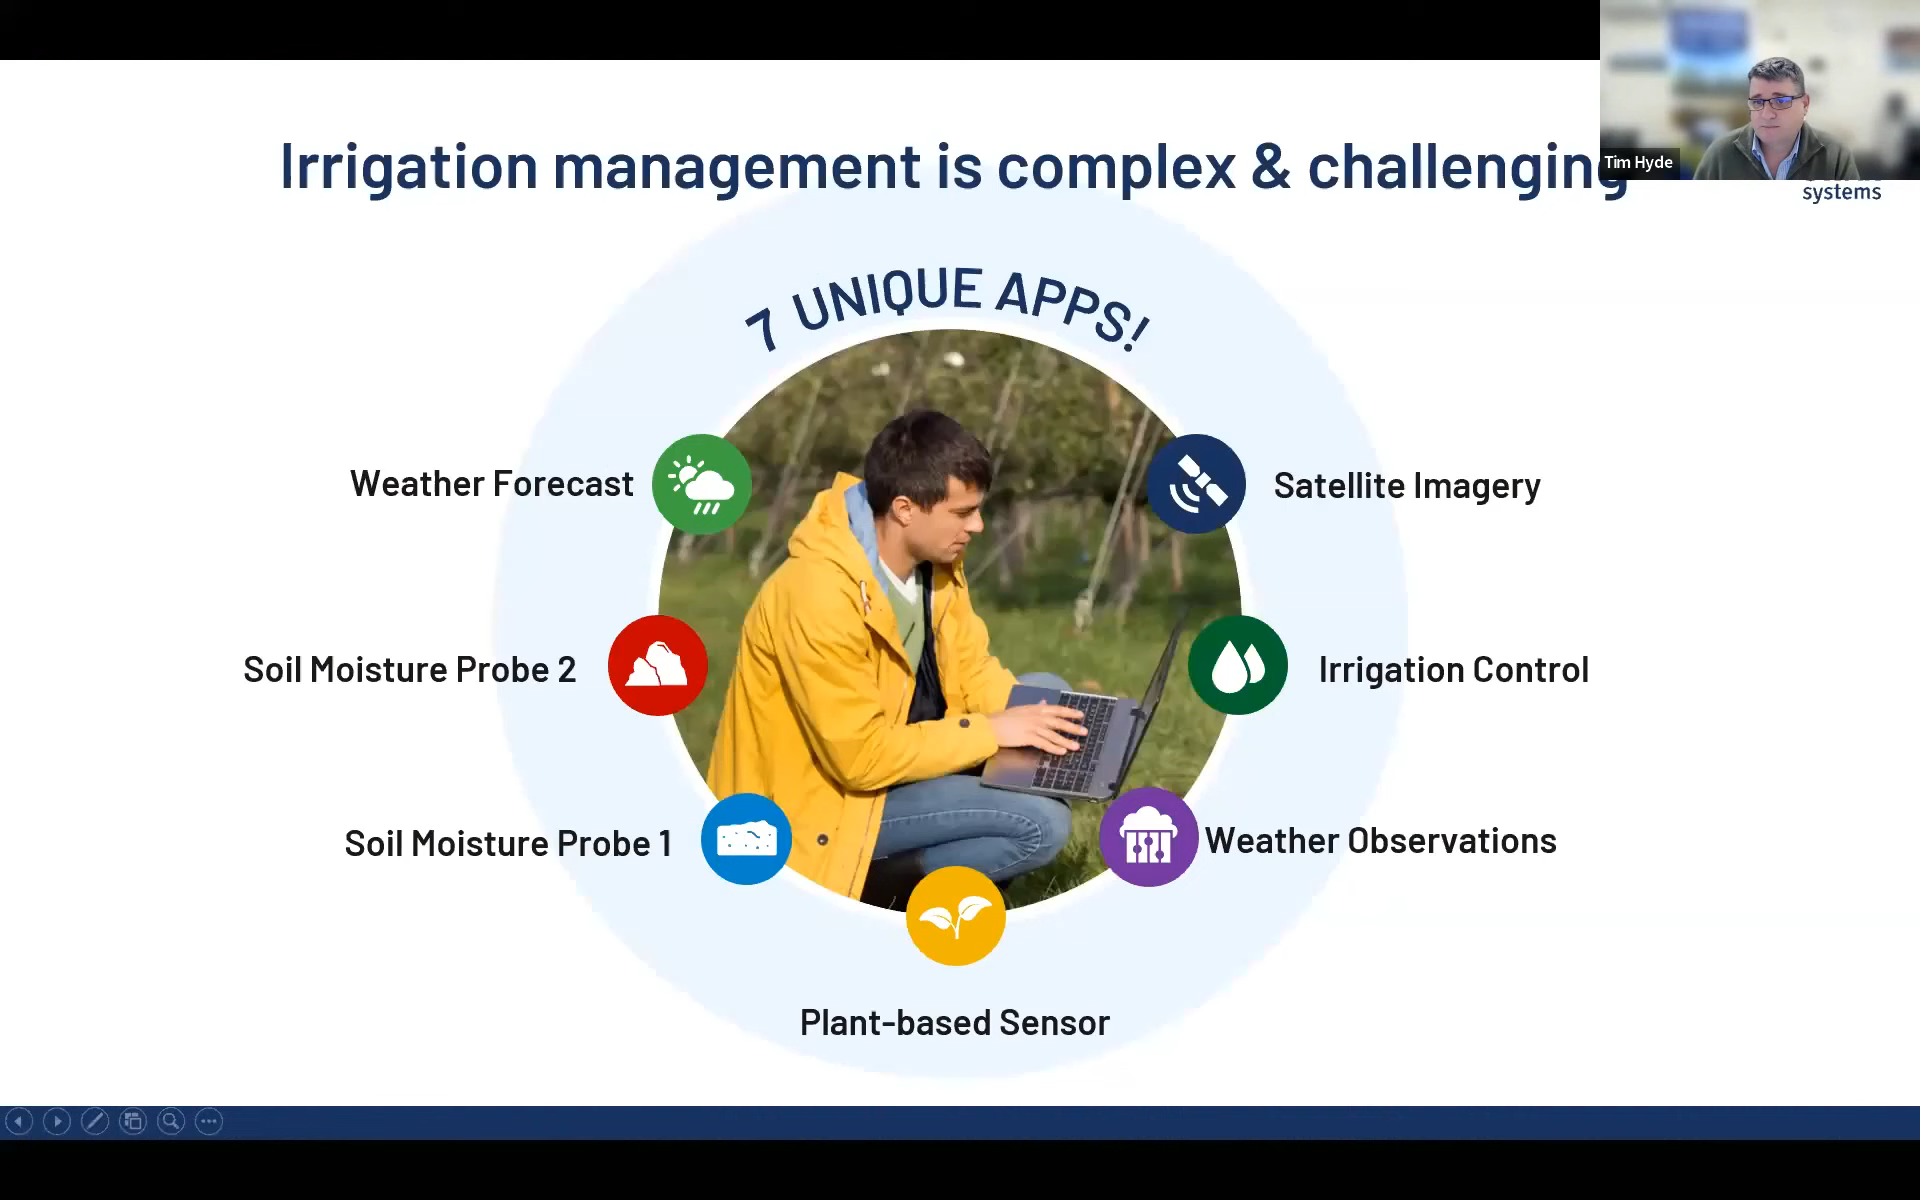 Irrigation management is complex & challenging
Tim Hyde
systems
7 UNIQUE APPS!
Weather Forecast
Satellite Imagery
Soil Moisture Probe 2
Irrigation Control
Soil Moisture Probe 1
Weather Observations
Plant-based Sensor